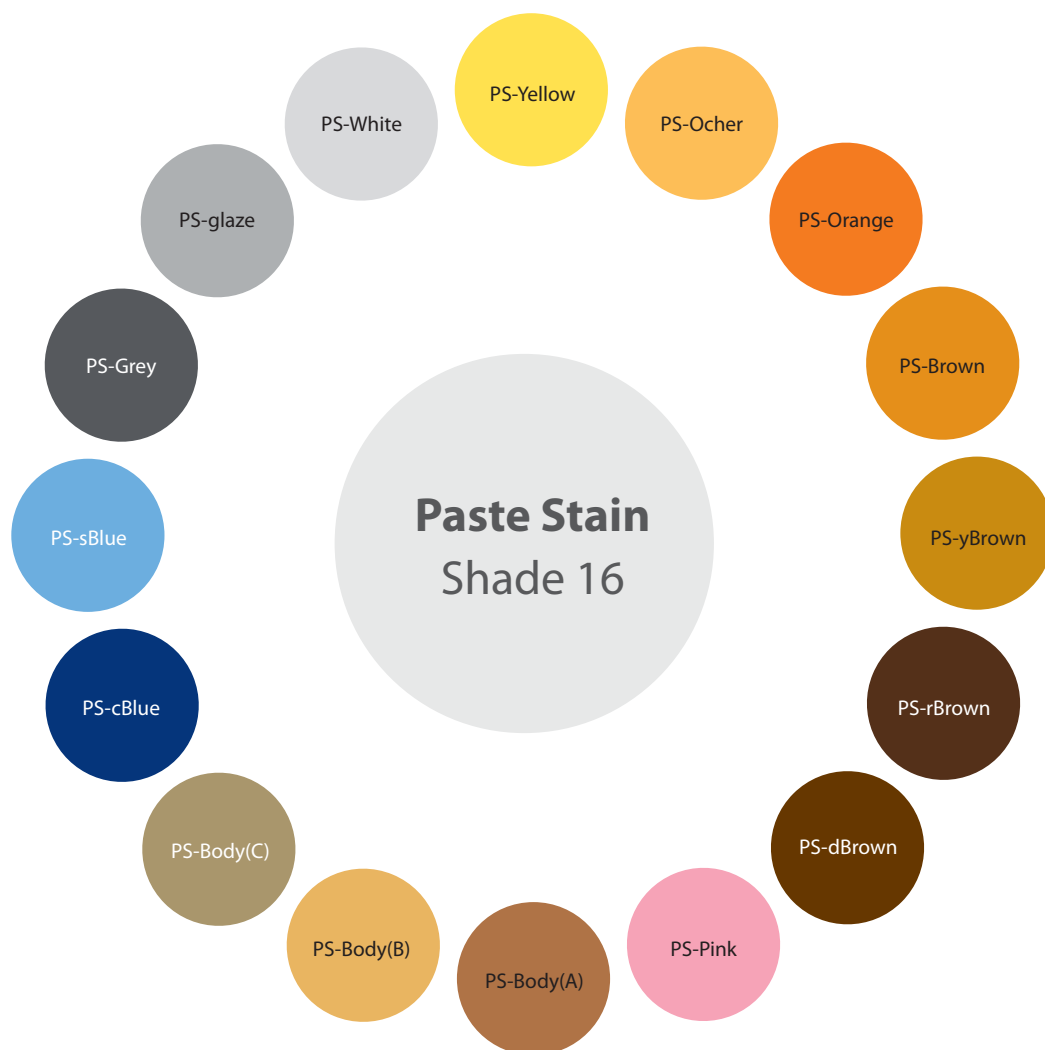 PS-Yellow
PS-White
PS-Ocher
PS-glaze
PS-Orange
PS-Grey
PS-Brown
Paste Stain
Shade 16
PS-sBlue
PS-yBrown
PS-cBlue
PS-rBrown
PS-Body(C)
PS-dBrown
PS-Body(B)
PS-Pink
PS-Body(A)